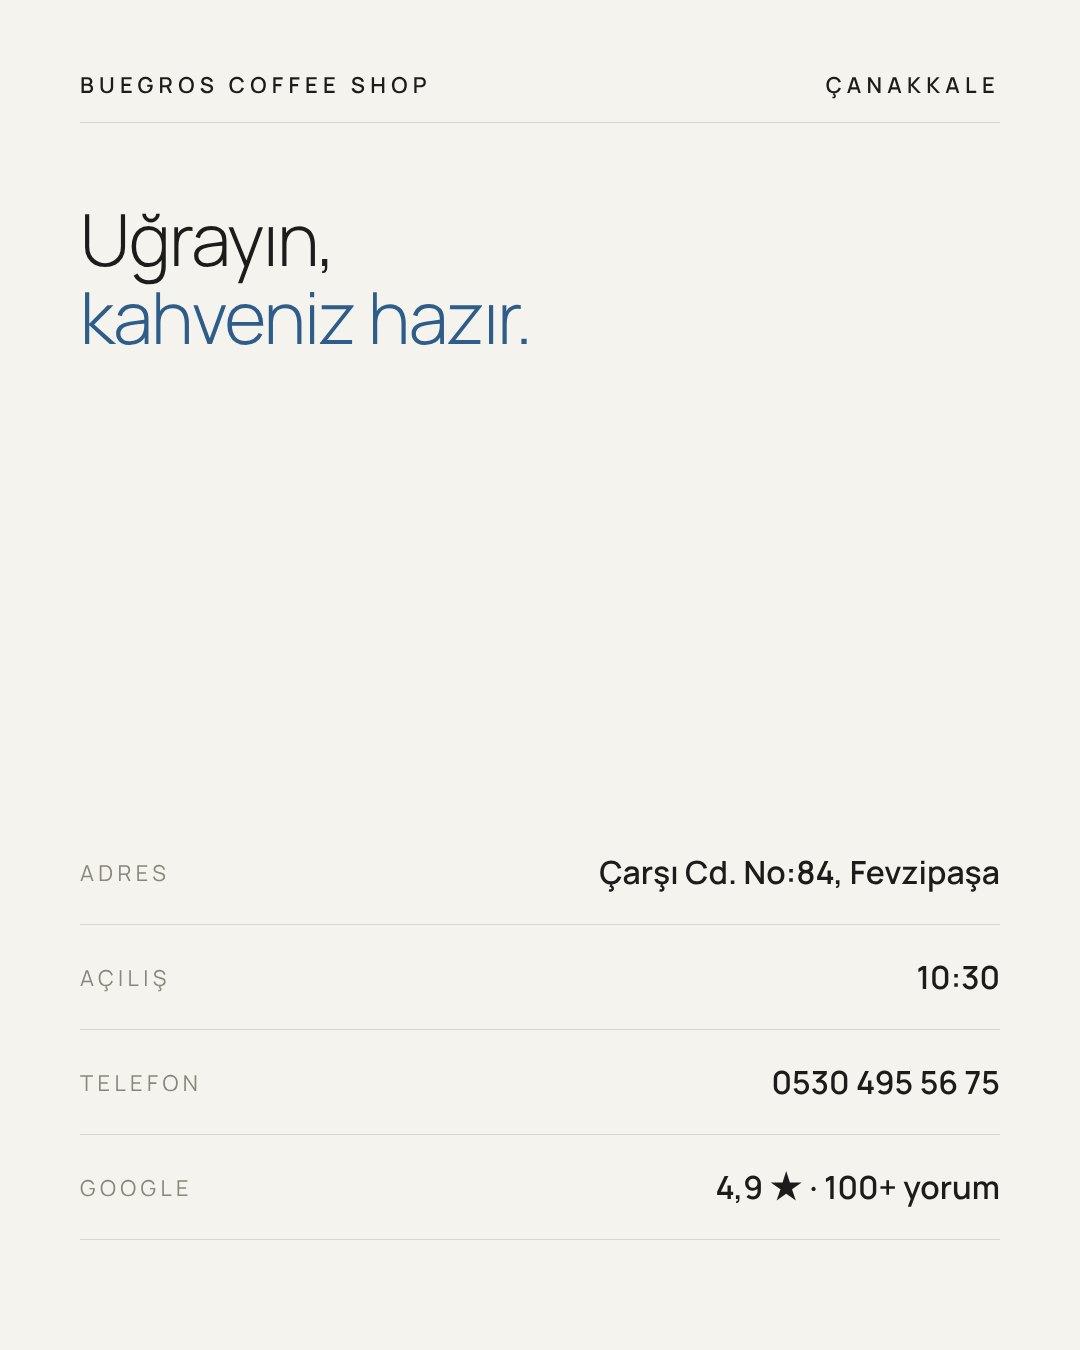 BUEGROS COFFEE SHOP ÇANAKKALE
Uğrayın,
kahveniz hazır.
ADRES Çarşı Cd. No:84, Fevzipaşa
AÇILIŞ 10:30
TELEFON 0530 495 56 75
GOOGLE 4,9 ★ · 100+ yorum